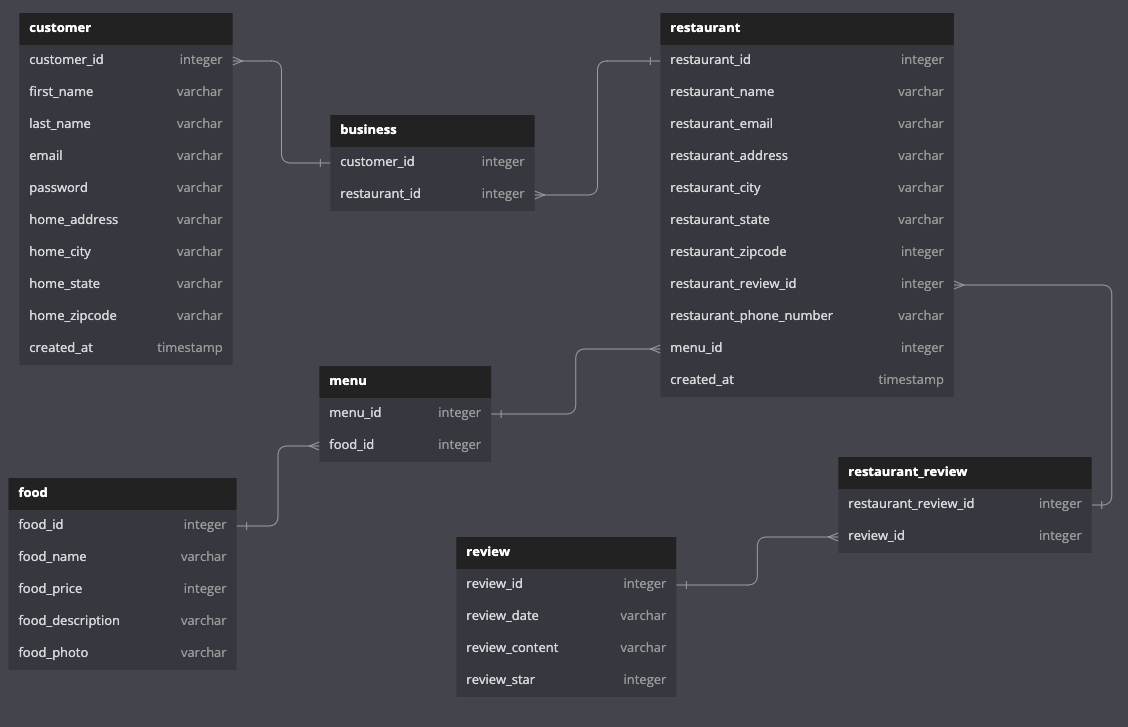 customer
customer_id integer
first_name varchar
last_name varchar
email varchar
password varchar
home_address varchar
home_city varchar
home_state varchar
home_zipcode varchar
created_at timestamp
business
customer_id integer
restaurant_id integer
restaurant
restaurant_id integer
restaurant_name varchar
restaurant_email varchar
restaurant_address varchar
restaurant_city varchar
restaurant_state varchar
restaurant_zipcode integer
restaurant_review_id integer
restaurant_phone_number varchar
menu_id integer
created_at timestamp
menu
menu_id integer
food_id integer
food
food_id integer
food_name varchar
food_price integer
food_description varchar
food_photo varchar
review
review_id integer
review_date varchar
review_content varchar
review_star integer
restaurant_review
restaurant_review_id integer
review_id integer